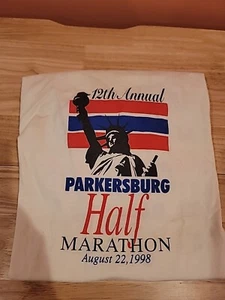 12th Annual
PARKERSBURG
Half
MARATHON
August 22, 1998